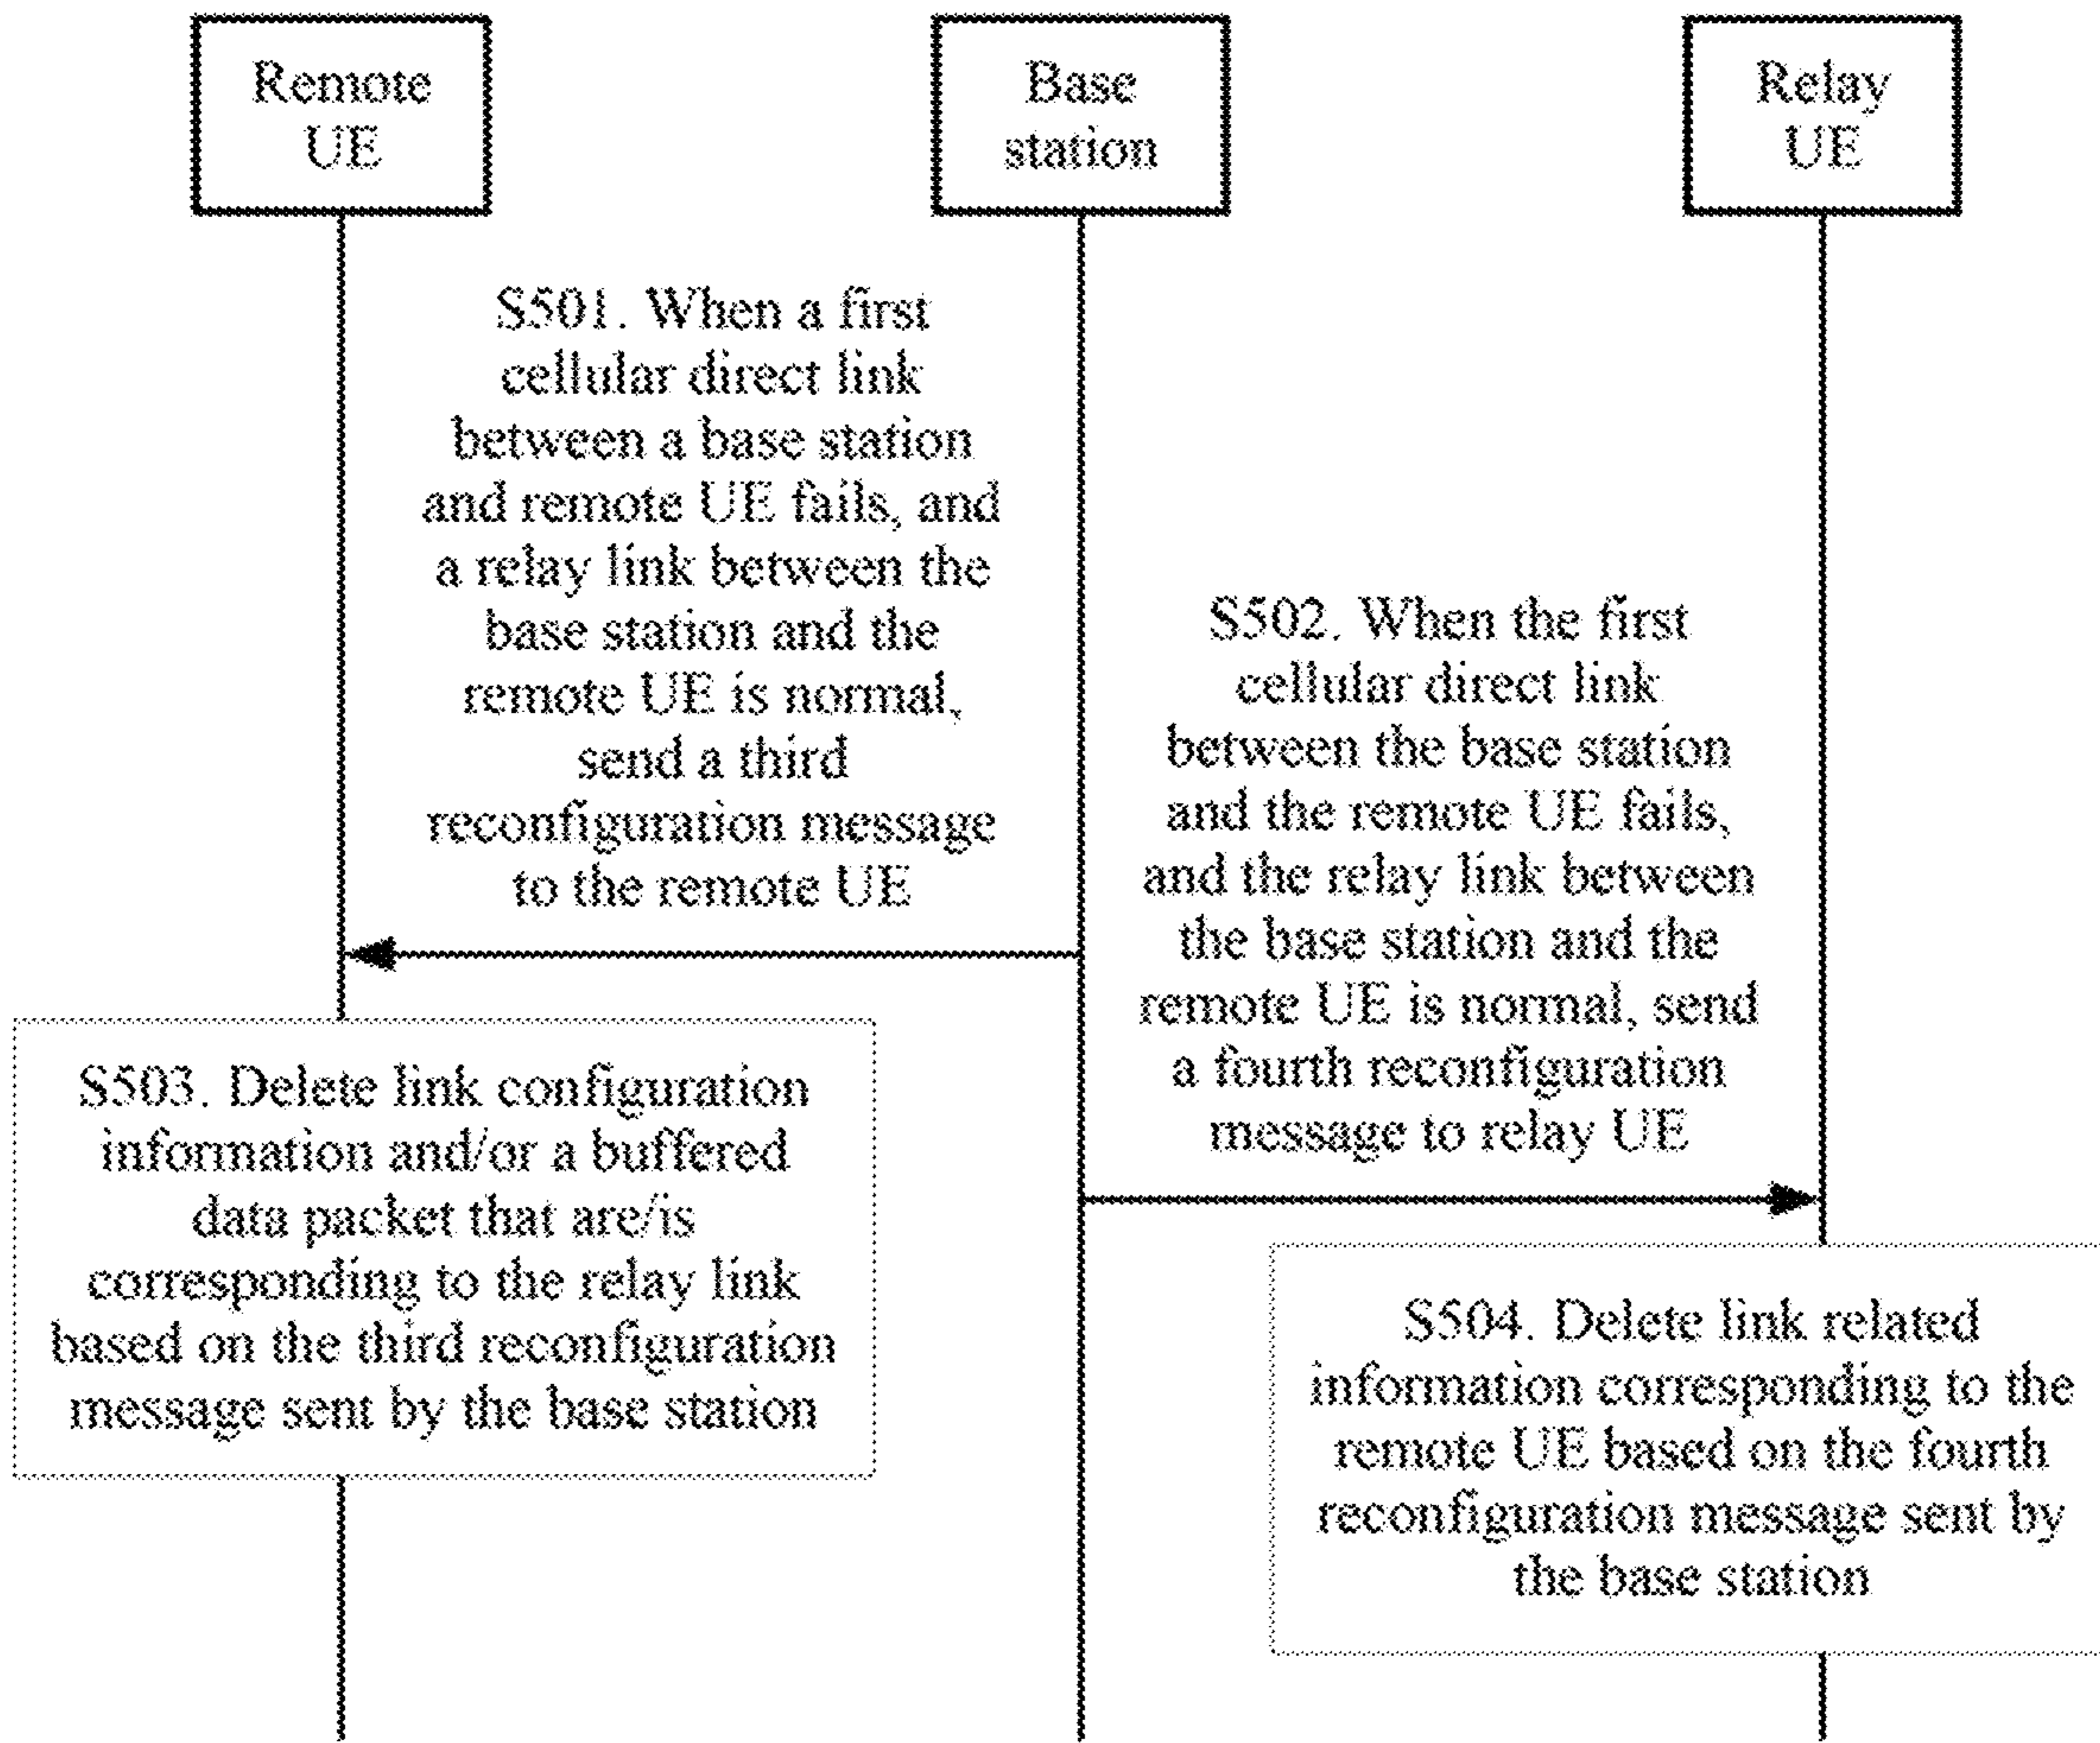 Remote
UE
Base
station
Relay
UE
S501. When a first
cellular direct link
between a base station
and remote UE fails, and
a relay link between the
base station and the
remote UE is normal,
send a third
reconfiguration message
to the remote UE
S502. When the first
cellular direct link
between the base station
and the remote UE fails,
and the relay link between
the base station and the
remote UE is normal, send
a fourth reconfiguration
message to relay UE
S503. Delete link configuration
information and/or a buffered
data packet that are/is
corresponding to the relay link
based on the third reconfiguration
message sent by the base station
S504. Delete link related
information corresponding to the
remote UE based on the fourth
reconfiguration message sent by
the base station